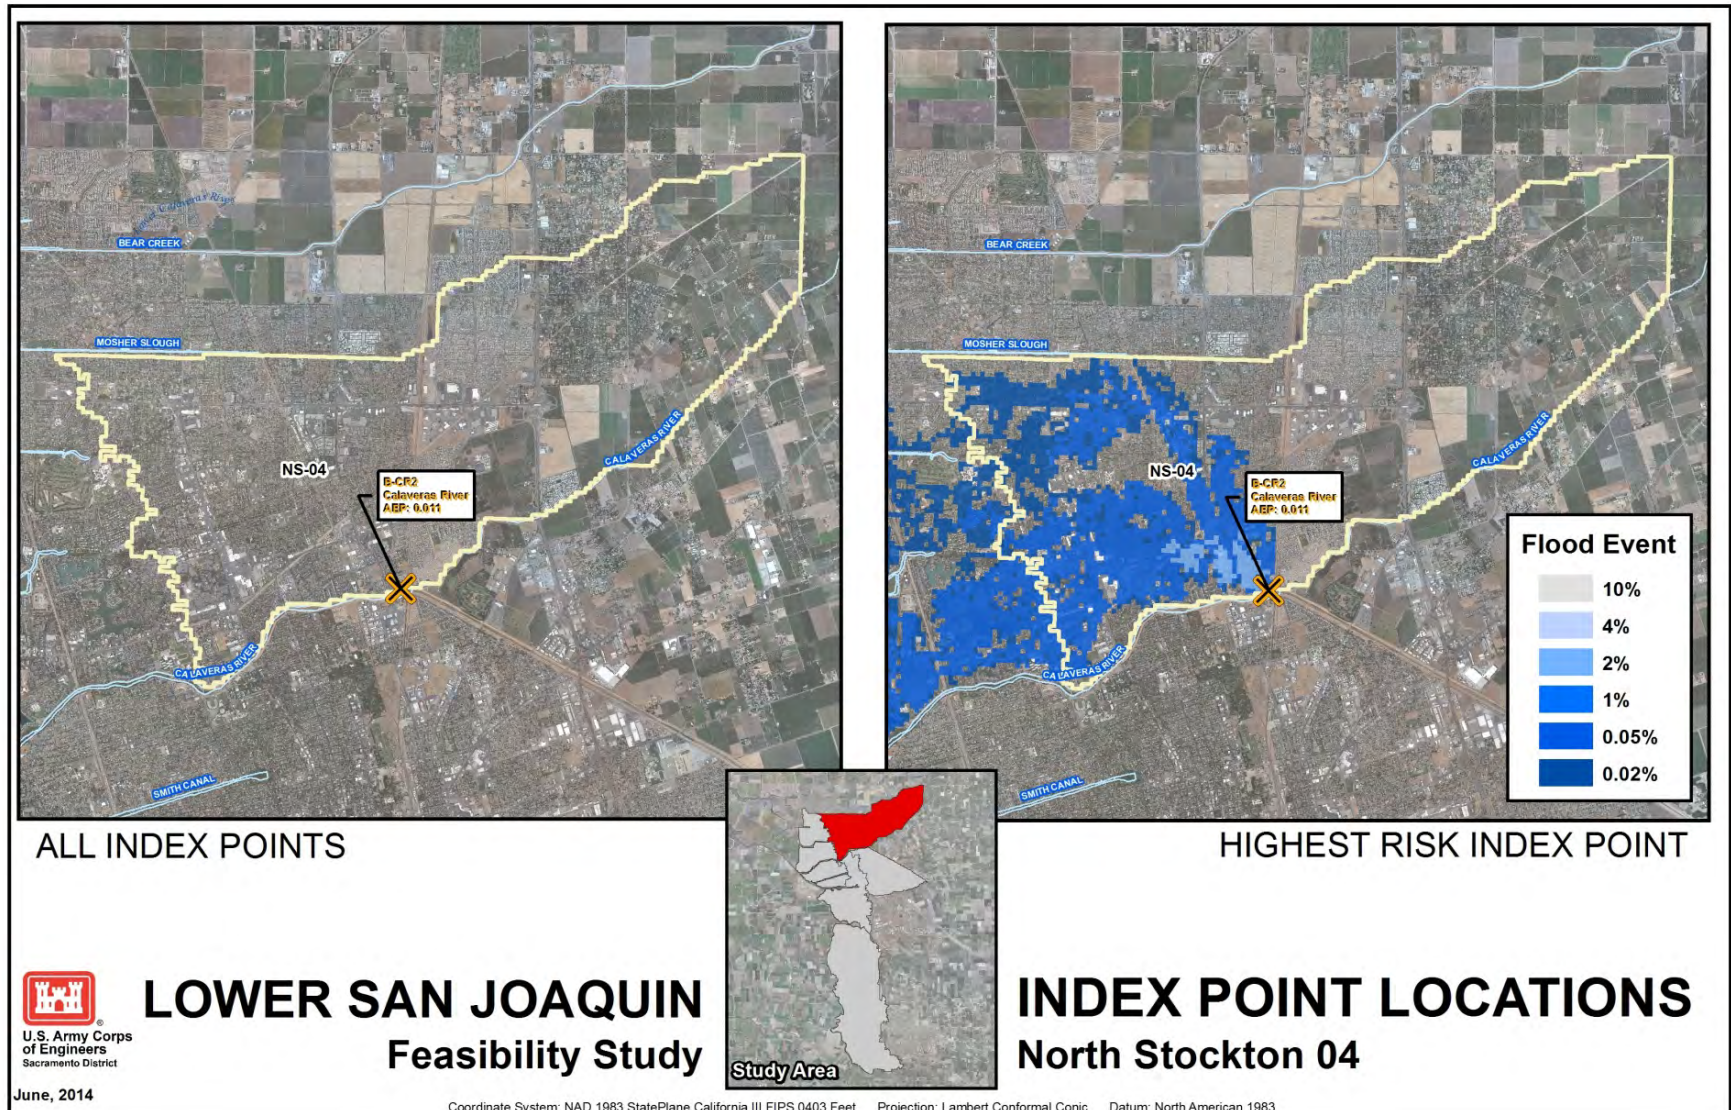 BEAR CREEK
MOSHER SLOUGH
CALAVERAS RIVER
NS-04
B-CR2
Calaveras River
AEP: 0.011
CALAVERAS RIVER
SMITH CANAL
ALL INDEX POINTS
BEAR CREEK
MOSHER SLOUGH
CALAVERAS RIVER
NS-04
B-CR2
Calaveras River
AEP: 0.011
CALAVERAS RIVER
SMITH CANAL
Flood Event
10%
4%
2%
1%
0.05%
0.02%
HIGHEST RISK INDEX POINT
Study Area
U.S. Army Corps
of Engineers
Sacramento District
®
LOWER SAN JOAQUIN
Feasibility Study
INDEX POINT LOCATIONS
North Stockton 04
June, 2014
Coordinate System: NAD 1983 StatePlane California III FIPS 0403 Feet Projection: Lambert Conformal Conic Datum: North American 1983